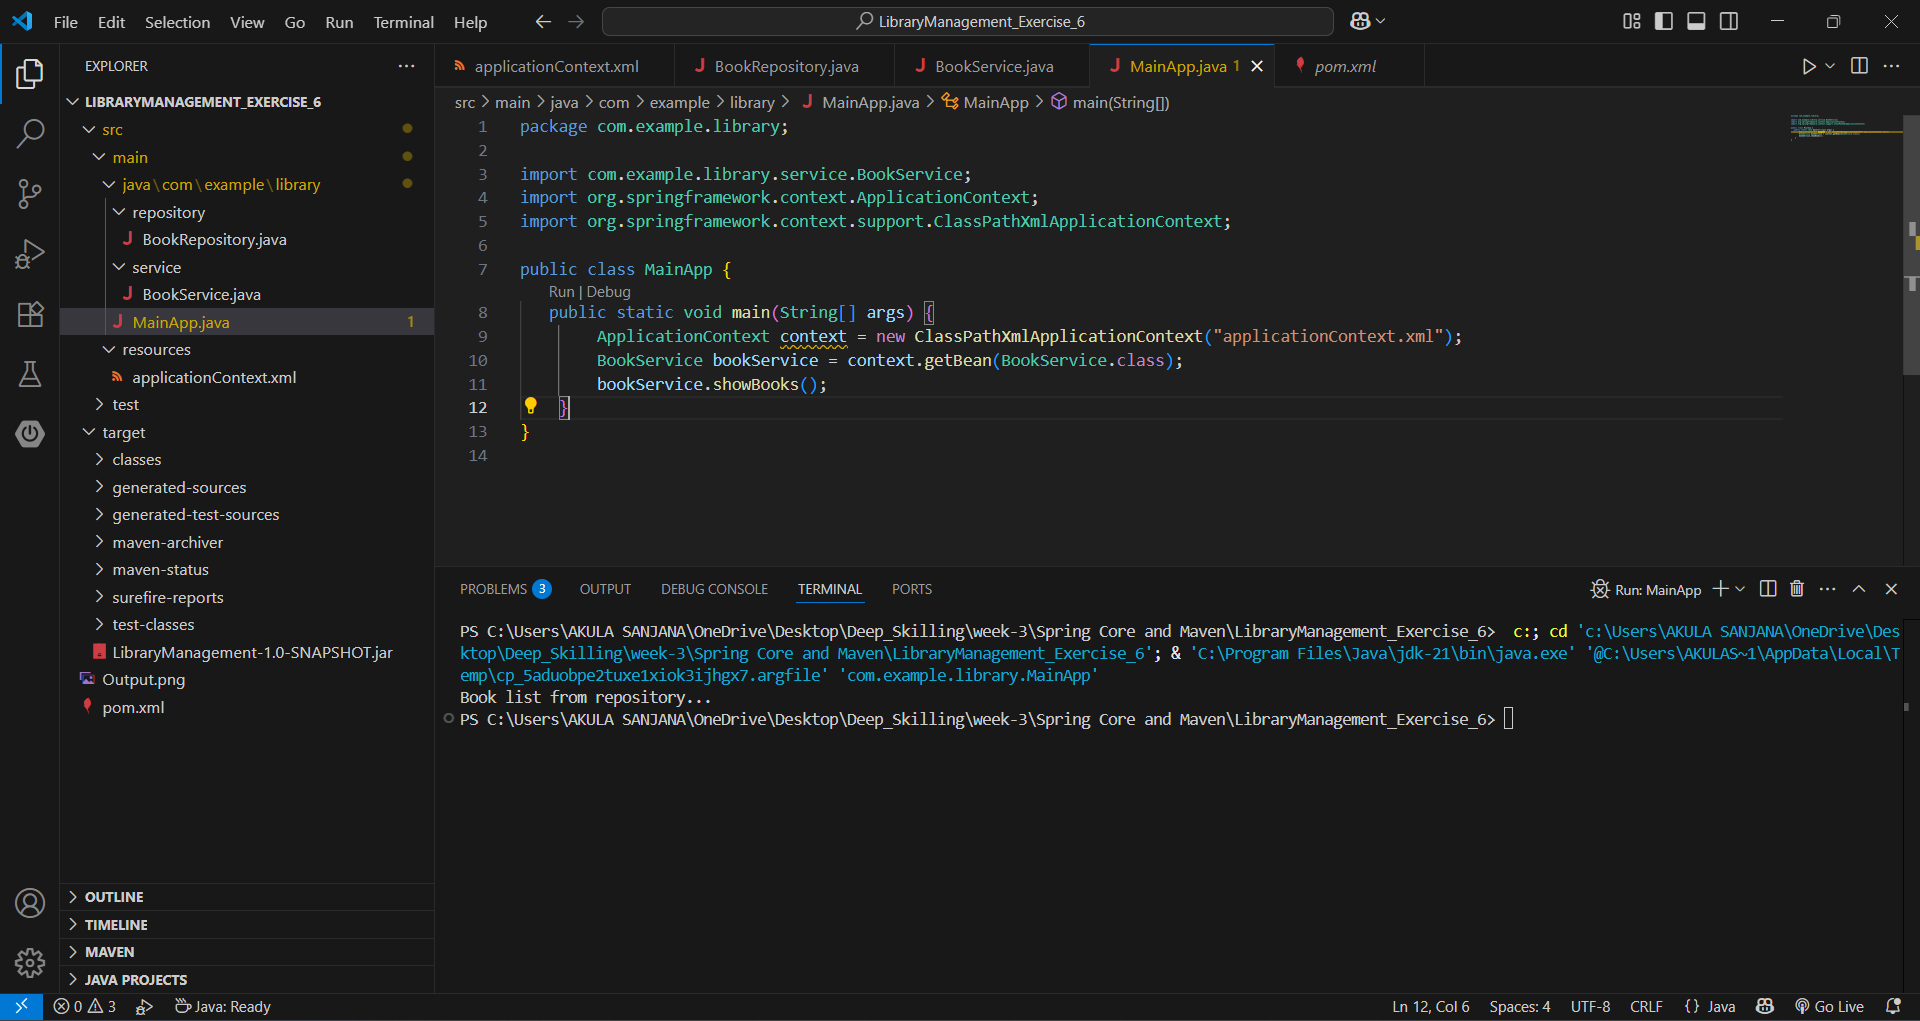 File Edit Selection View Go Run Terminal Help
LibraryManagement_Exercise_6
EXPLORER
LIBRARYMANAGEMENT_EXERCISE_6
src
main
java\com\example\library
repository
BookRepository.java
service
BookService.java
MainApp.java 1
resources
applicationContext.xml
test
target
classes
generated-sources
generated-test-sources
maven-archiver
maven-status
surefire-reports
test-classes
LibraryManagement-1.0-SNAPSHOT.jar
Output.png
pom.xml
OUTLINE
TIMELINE
MAVEN
JAVA PROJECTS
applicationContext.xml BookRepository.java BookService.java MainApp.java 1 pom.xml
src > main > java > com > example > library > MainApp.java > MainApp > main(String[])
1 package com.example.library;
2
3 import com.example.library.service.BookService;
4 import org.springframework.context.ApplicationContext;
5 import org.springframework.context.support.ClassPathXmlApplicationContext;
6
7 public class MainApp {
Run | Debug
8 public static void main(String[] args) {
9 ApplicationContext context = new ClassPathXmlApplicationContext("applicationContext.xml");
10 BookService bookService = context.getBean(BookService.class);
11 bookService.showBooks();
12 }
13 }
14
PROBLEMS 3 OUTPUT DEBUG CONSOLE TERMINAL PORTS
Run: MainApp
PS C:\Users\AKULA SANJANA\OneDrive\Desktop\Deep_Skilling\week-3\Spring Core and Maven\LibraryManagement_Exercise_6> c:; cd 'c:\Users\AKULA SANJANA\OneDrive\Des
ktop\Deep_Skilling\week-3\Spring Core and Maven\LibraryManagement_Exercise_6'; & 'C:\Program Files\Java\jdk-21\bin\java.exe' '@C:\Users\AKULAS~1\AppData\Local\T
emp\cp_5aduobpe2tuxe1xiok3ijhgx7.argfile' 'com.example.library.MainApp'
Book list from repository...
PS C:\Users\AKULA SANJANA\OneDrive\Desktop\Deep_Skilling\week-3\Spring Core and Maven\LibraryManagement_Exercise_6>
0 3 Java: Ready
Ln 12, Col 6 Spaces: 4 UTF-8 CRLF {} Java Go Live